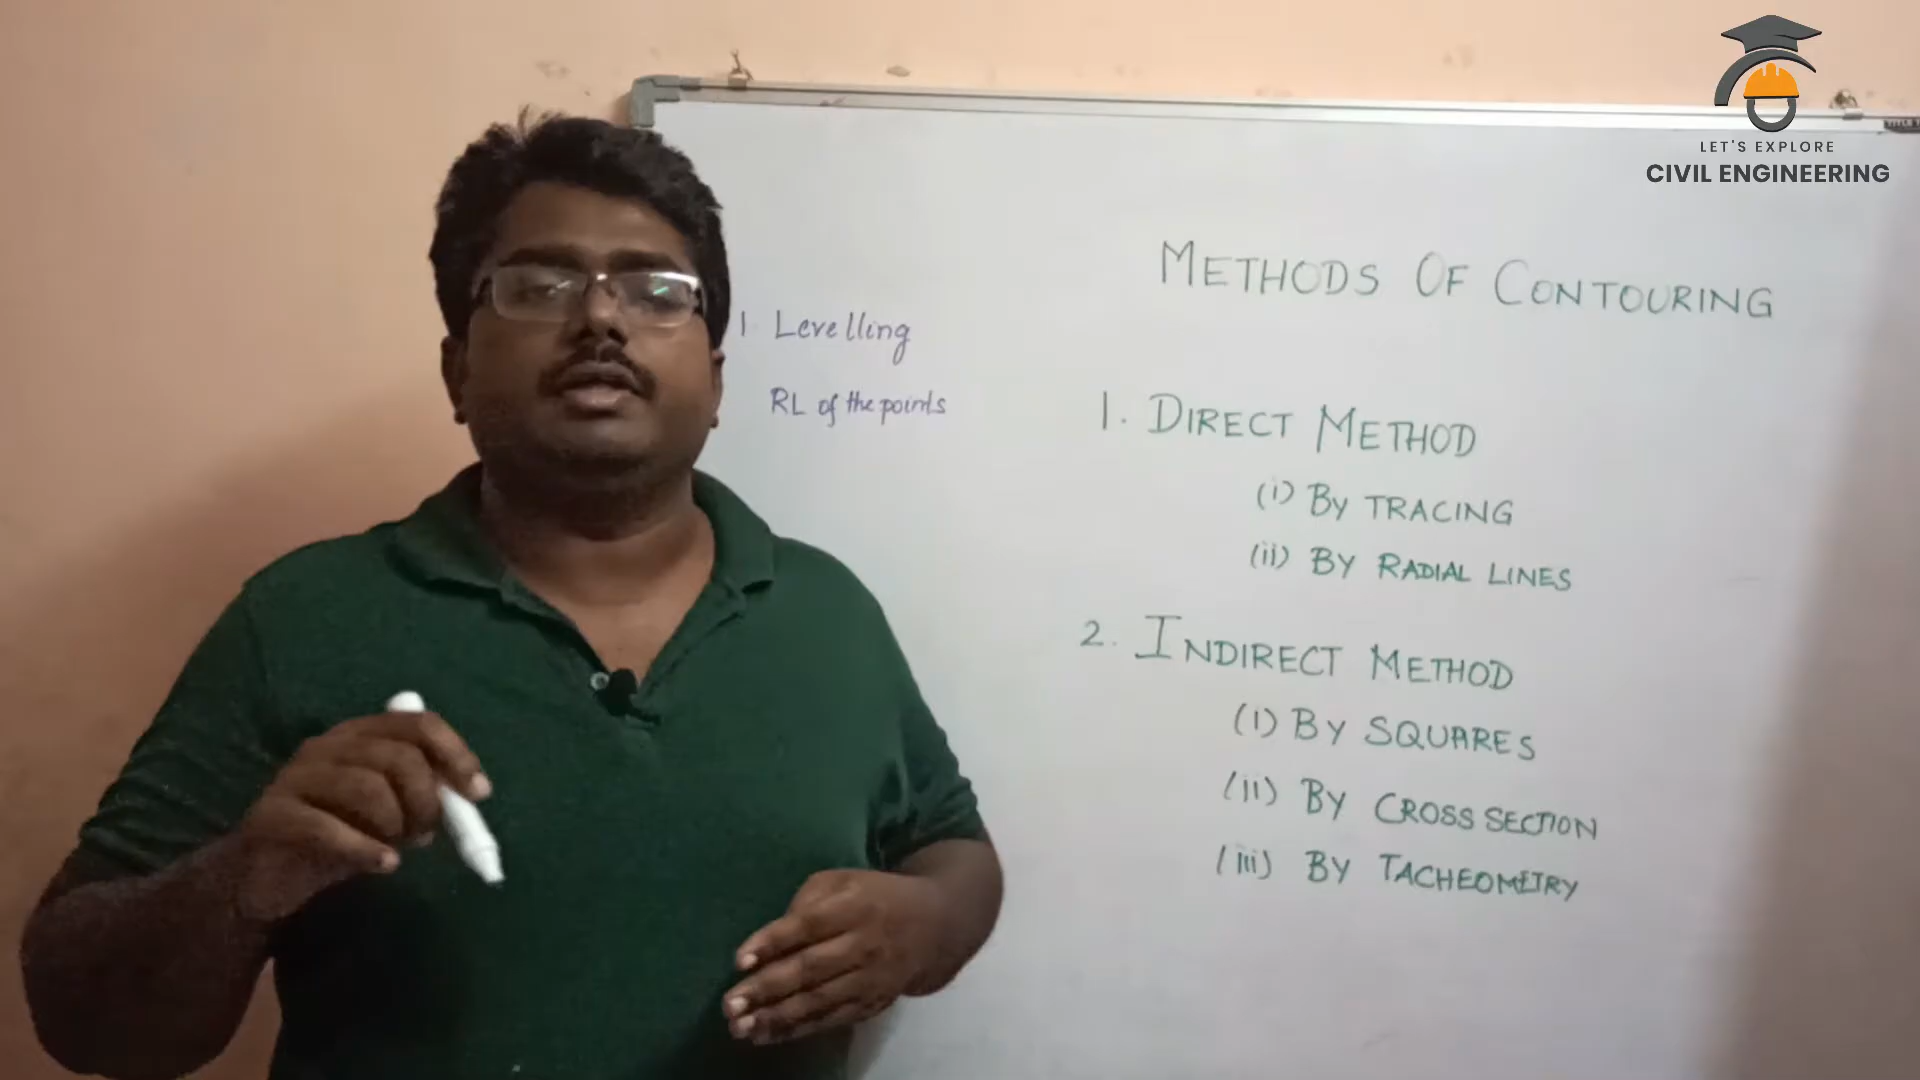 LET'S EXPLORE
CIVIL ENGINEERING
METHODS OF CONTOURING
1 Levelling
RL of the points
1. DIRECT METHOD
(i) By TRACING
(ii) BY RADIAL LINES
2. INDIRECT METHOD
(I) By SQUARES
(II) BY CROSS SECTION
(III) BY TACHEOMETRY